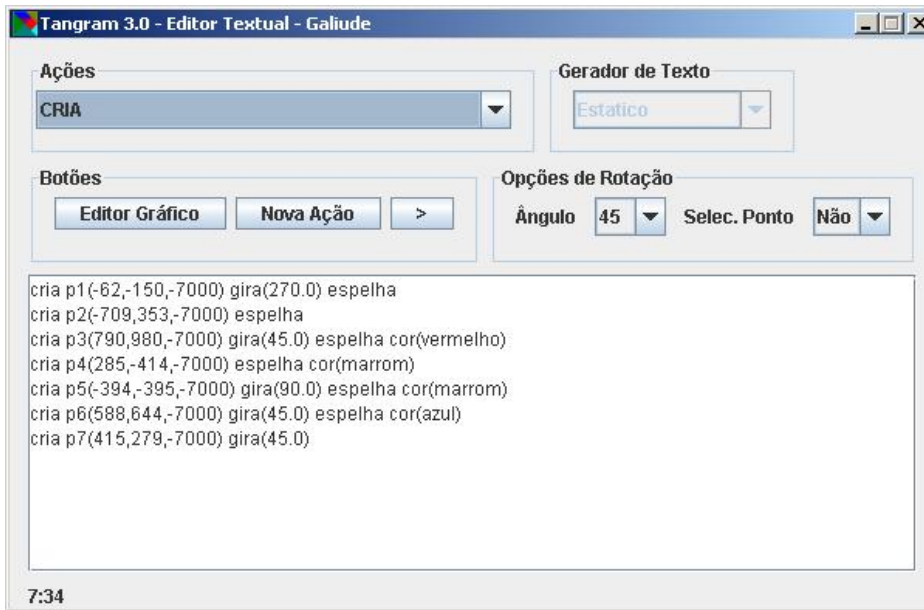 Tangram 3.0 - Editor Textual - Galiude
Ações
CRIA
Gerador de Texto
Estatico
Botões
Editor Gráfico
Nova Ação
>
Opções de Rotação
Ângulo
45
Selec. Ponto
Não
cria p1(-62,-150,-7000) gira(270.0) espelha
cria p2(-709,353,-7000) espelha
cria p3(790,980,-7000) gira(45.0) espelha cor(vermelho)
cria p4(285,-414,-7000) espelha cor(marrom)
cria p5(-394,-395,-7000) gira(90.0) espelha cor(marrom)
cria p6(588,644,-7000) gira(45.0) espelha cor(azul)
cria p7(415,279,-7000) gira(45.0)
7:34